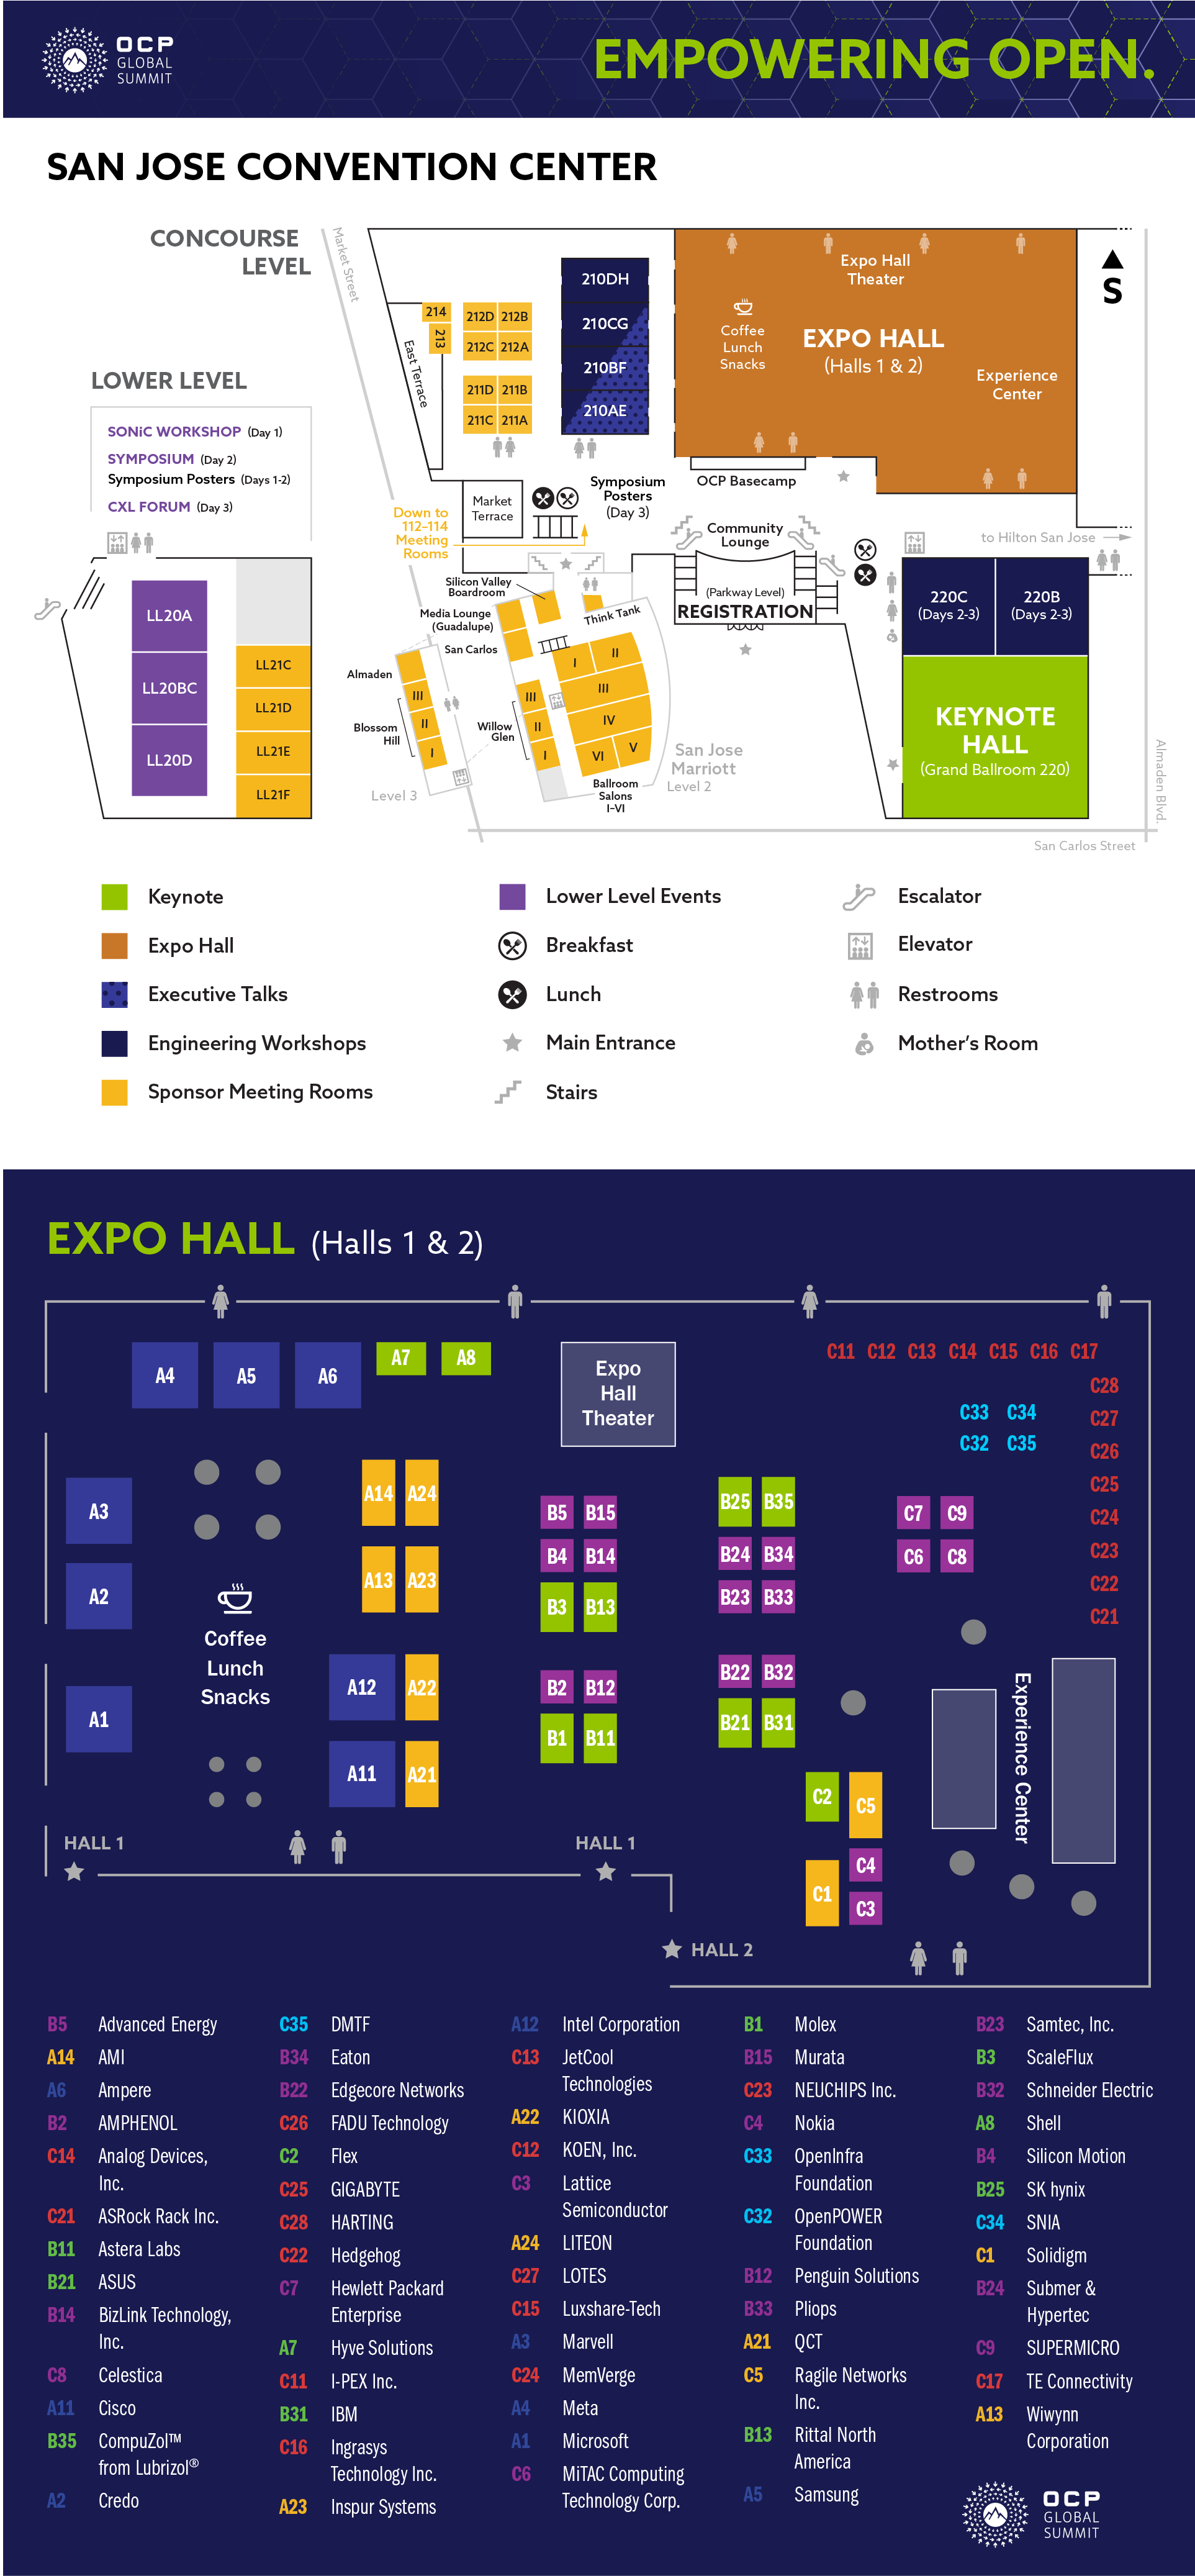 OCP
GLOBAL
SUMMIT
EMPOWERING OPEN.
SAN JOSE CONVENTION CENTER
CONCOURSE
LEVEL
Market Street
East Terrace
214
213
212D 212B
212C 212A
211D 211B
211C 211A
210DH
210CG
210BF
210AE
Expo Hall
Theater
Coffee
Lunch
Snacks
EXPO HALL
(Halls 1 & 2)
Experience
Center
S
LOWER LEVEL
SONiC WORKSHOP (Day 1)
SYMPOSIUM (Day 2)
Symposium Posters (Days 1-2)
CXL FORUM (Day 3)
Market
Terrace
Symposium
Posters
(Day 3)
OCP Basecamp
Down to
112–114
Meeting
Rooms
Community
Lounge
to Hilton San Jose
(Parkway Level)
REGISTRATION
Silicon Valley
Boardroom
Media Lounge
(Guadalupe)
San Carlos
Think Tank
Almaden
III
II
I
Blossom
Hill
Level 3
III
II
I
Willow
Glen
I
II
III
IV
VI
V
Ballroom
Salons
I–VI
San Jose
Marriott
Level 2
LL20A
LL20BC
LL20D
LL21C
LL21D
LL21E
LL21F
220C
(Days 2-3)
220B
(Days 2-3)
KEYNOTE
HALL
(Grand Ballroom 220)
Almaden Blvd.
San Carlos Street
Keynote
Expo Hall
Executive Talks
Engineering Workshops
Sponsor Meeting Rooms
Lower Level Events
Breakfast
Lunch
Main Entrance
Stairs
Escalator
Elevator
Restrooms
Mother's Room
EXPO HALL (Halls 1 & 2)
A4 A5 A6 A7 A8
Expo
Hall
Theater
C11 C12 C13 C14 C15 C16 C17
C28
C27
C26
C25
C24
C23
C22
C21
C33 C34
C32 C35
A3
A2
A1
Coffee
Lunch
Snacks
A14 A24
A13 A23
A12 A22
A11 A21
B5 B15
B4 B14
B3 B13
B2 B12
B1 B11
B25 B35
B24 B34
B23 B33
B22 B32
B21 B31
C7 C9
C6 C8
C2 C5
C4
C1
C3
Experience Center
HALL 1
HALL 1
HALL 2
B5 Advanced Energy
A14 AMI
A6 Ampere
B2 AMPHENOL
C14 Analog Devices,
Inc.
C21 ASRock Rack Inc.
B11 Astera Labs
B21 ASUS
B14 BizLink Technology,
Inc.
C8 Celestica
A11 Cisco
B35 CompuZol™
from Lubrizol®
A2 Credo
C35 DMTF
B34 Eaton
B22 Edgecore Networks
C26 FADU Technology
C2 Flex
C25 GIGABYTE
C28 HARTING
C22 Hedgehog
C7 Hewlett Packard
Enterprise
A7 Hyve Solutions
C11 I-PEX Inc.
B31 IBM
C16 Ingrasys
Technology Inc.
A23 Inspur Systems
A12 Intel Corporation
C13 JetCool
Technologies
A22 KIOXIA
C12 KOEN, Inc.
C3 Lattice
Semiconductor
A24 LITEON
C27 LOTES
C15 Luxshare-Tech
A3 Marvell
C24 MemVerge
A4 Meta
A1 Microsoft
C6 MiTAC Computing
Technology Corp.
B1 Molex
B15 Murata
C23 NEUCHIPS Inc.
C4 Nokia
C33 OpenInfra
Foundation
C32 OpenPOWER
Foundation
B12 Penguin Solutions
B33 Pliops
A21 QCT
C5 Ragile Networks
Inc.
B13 Rittal North
America
A5 Samsung
B23 Samtec, Inc.
B3 ScaleFlux
B32 Schneider Electric
A8 Shell
B4 Silicon Motion
B25 SK hynix
C34 SNIA
C1 Solidigm
B24 Submer &
Hypertec
C9 SUPERMICRO
C17 TE Connectivity
A13 Wiwynn
Corporation
OCP
GLOBAL
SUMMIT